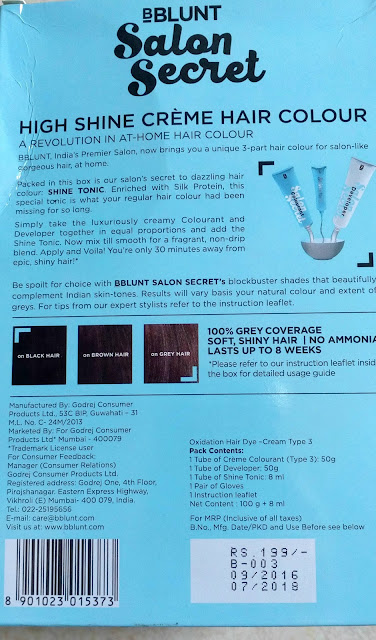 BBLUNT
Salon
Secret
HIGH SHINE CRÈME HAIR COLOUR
A REVOLUTION IN AT-HOME HAIR COLOUR
BBLUNT, India's Premier Salon, now brings you a unique 3-part hair colour for salon-like
gorgeous hair, at home.
Packed in this box is our salon's secret to dazzling hair
colour: SHINE TONIC. Enriched with Silk Protein, this
special tonic is what your regular hair colour had been
missing for so long.
Simply take the luxuriously creamy Colourant and
Developer together in equal proportions and add the
Shine Tonic. Now mix till smooth for a fragrant, non-drip
blend. Apply and Voila! You're only 30 minutes away from
epic, shiny hair!*
Developer
Be spoilt for choice with BBLUNT SALON SECRET's blockbuster shades that beautifully
complement Indian skin-tones. Results will vary basis your natural colour and extent of
greys. For tips from our expert stylists refer to the instruction leaflet.
on BLACK HAIR
on BROWN HAIR
on GREY HAIR
100% GREY COVERAGE
SOFT, SHINY HAIR | NO AMMONIA
LASTS UP TO 8 WEEKS
*Please refer to our instruction leaflet inside
the box for detailed usage guide
Manufactured By: Godrej Consumer
Products Ltd., 53C BIP, Guwahati – 31
M.L. No. C- 24M/2013
Marketed By: For Godrej Consumer
Products Ltd* Mumbai - 400079
*Trademark License user
For Consumer Feedback:
Manager (Consumer Relations)
Godrej Consumer Products Ltd.
Registered address: Godrej One, 4th Floor,
Pirojshanagar. Eastern Express Highway,
Vikhroli (E) Mumbai- 400 079, India.
Tel: 022-25195656
E-mail: care@bblunt.com
Visit us at: www.bblunt.com
Oxidation Hair Dye –Cream Type 3
Pack Contents:
1 Tube of Crème Colourant (Type 3): 50g
1 Tube of Developer: 50g
1 Tube of Shine Tonic: 8 ml
1 Pair of Gloves
1 Instruction leaflet
Net Content : 100 g + 8 ml
For MRP (Inclusive of all taxes)
B.No., Mfg. Date/PKD and Use Before see below
RS.199/-
B-003
09/2016
07/2019
8 901023 015373